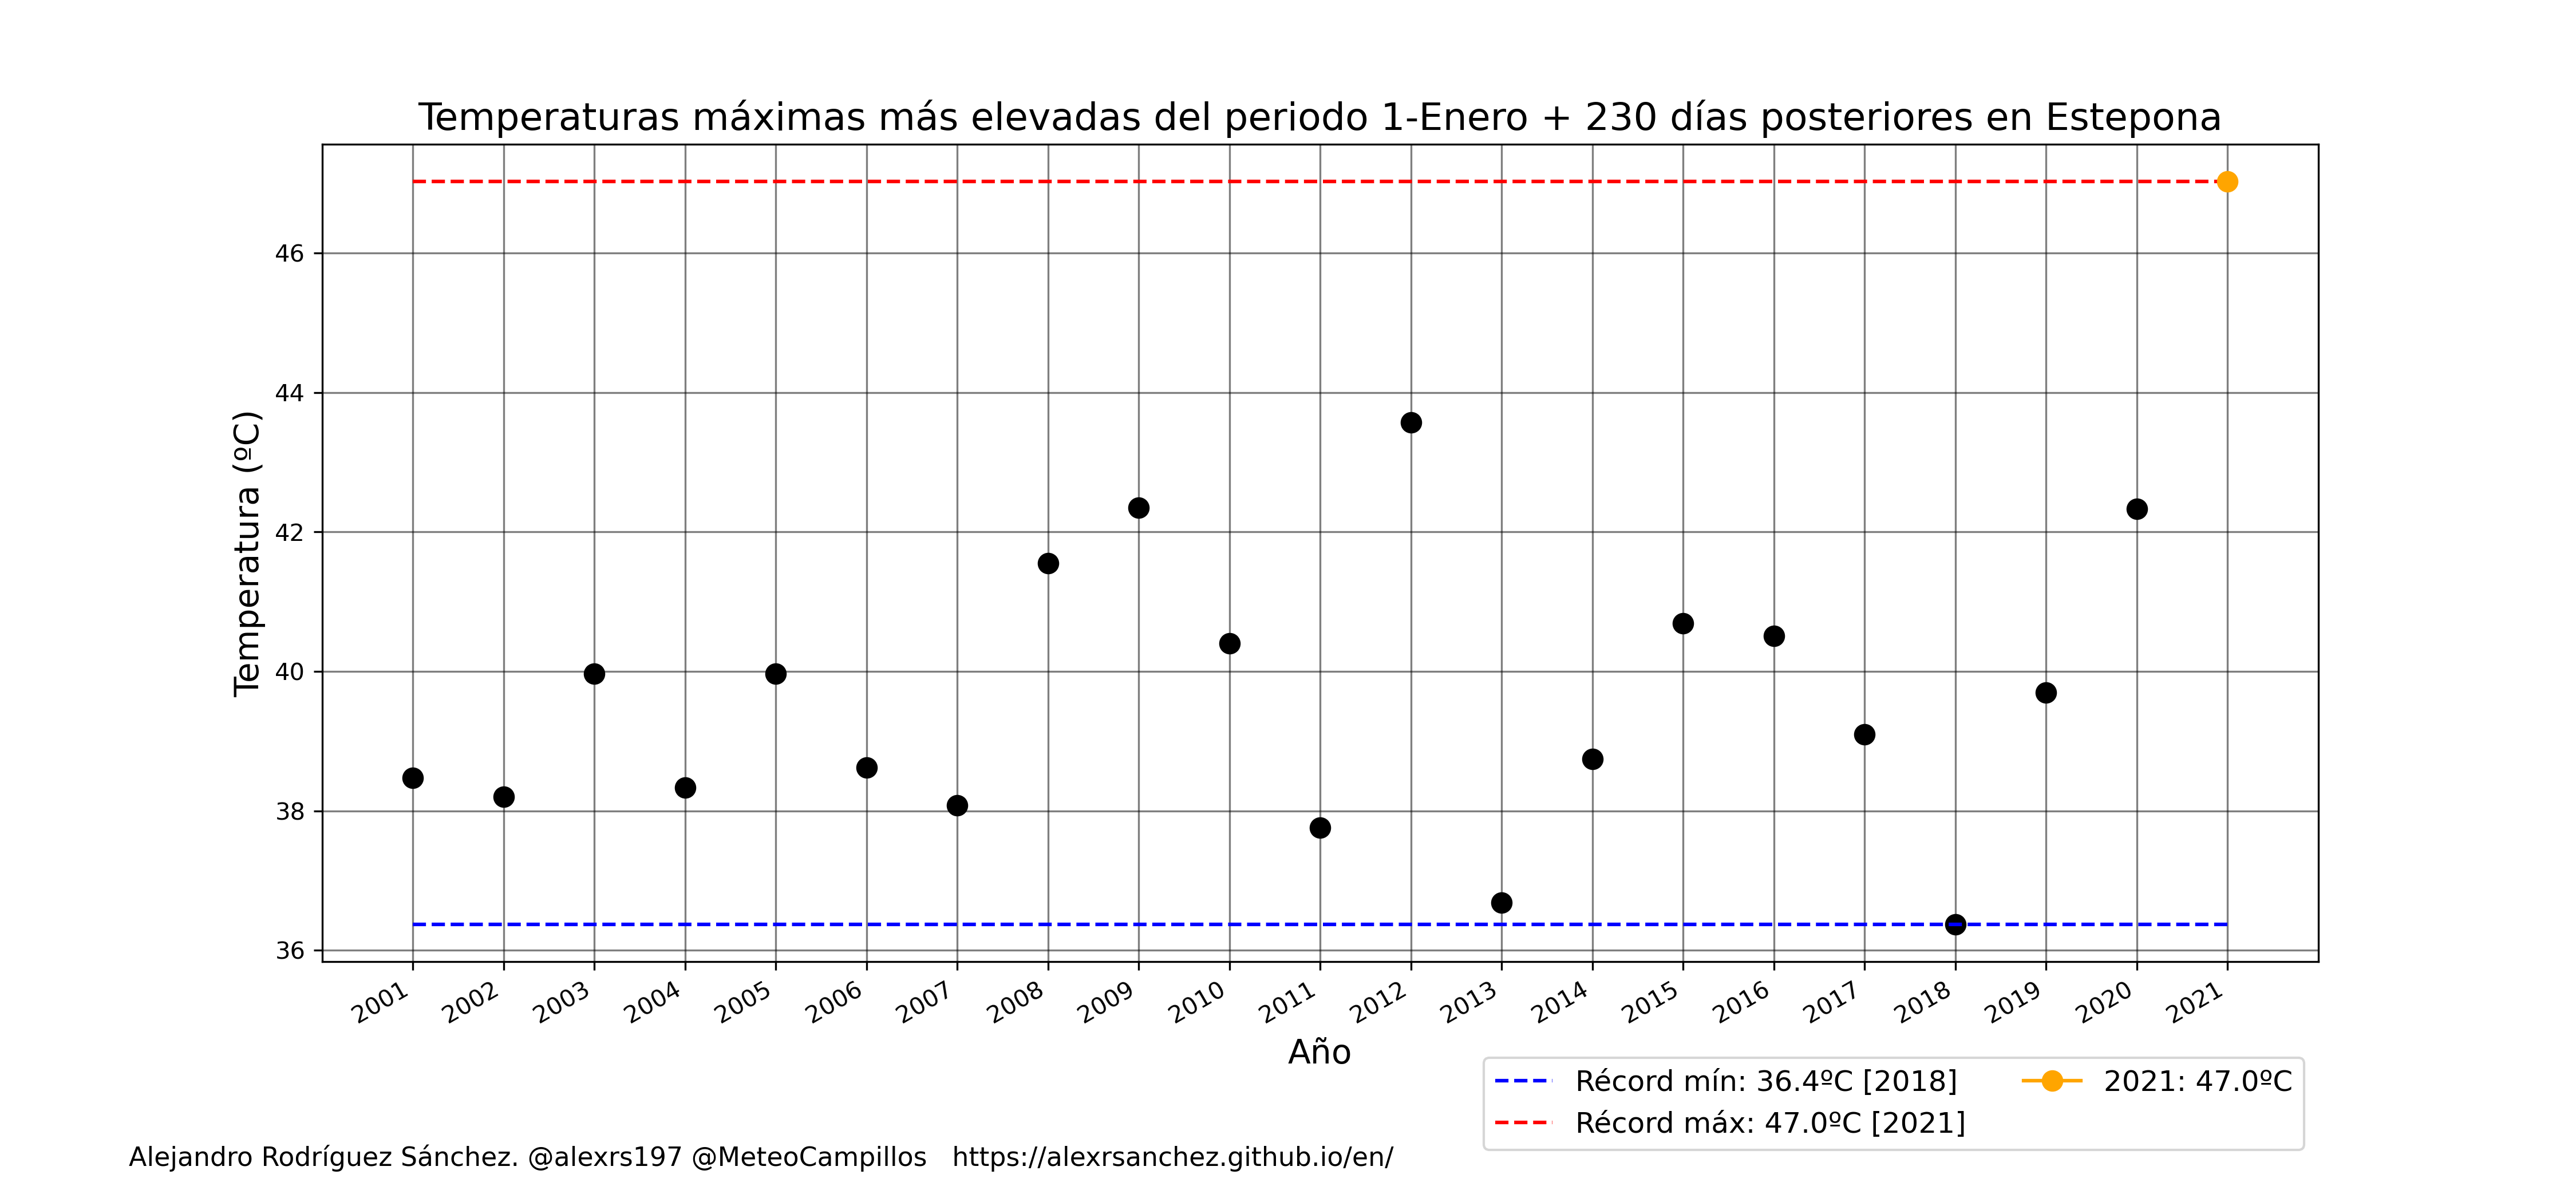 Temperaturas máximas más elevadas del periodo 1-Enero + 230 días posteriores en Estepona
Temperatura (ºC)
46
44
42
40
38
36
2001 2002 2003 2004 2005 2006 2007 2008 2009 2010 2011 2012 2013 2014 2015 2016 2017 2018 2019 2020 2021
Año
Récord mín: 36.4ºC [2018] 2021: 47.0ºC
Récord máx: 47.0ºC [2021]
Alejandro Rodríguez Sánchez. @alexrs197 @MeteoCampillos https://alexrsanchez.github.io/en/